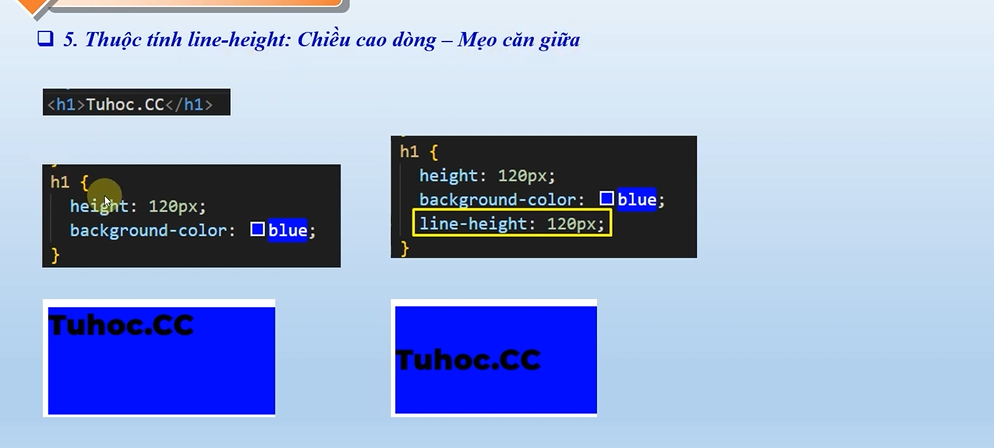 5. Thuộc tính line-height: Chiều cao dòng – Mẹo căn giữa
<h1>Tuhoc.CC</h1>
h1 {
height: 120px;
background-color: blue;
}
h1 {
height: 120px;
background-color: blue;
line-height: 120px;
}
Tuhoc.CC
Tuhoc.CC